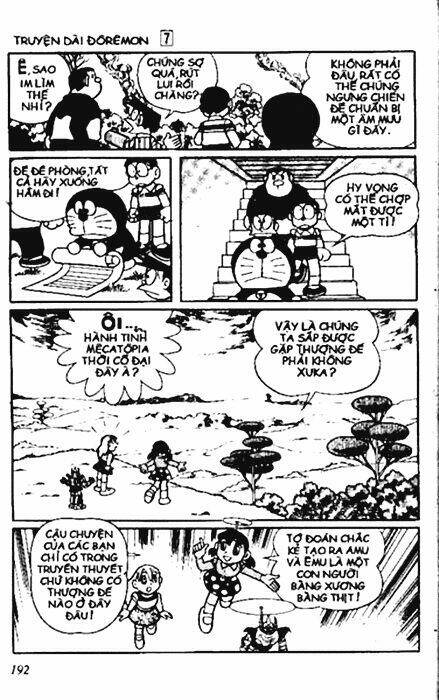 TRUYỆN DÀI ĐÔRÊMON 7
Ê, SAO
IM LÌM
THẾ
NHỈ?
CHÚNG SỢ
QUÁ, RÚT
LUI RỒI
CHĂNG?
KHÔNG PHẢI
ĐÂU, RẤT CÓ
THỂ CHÚNG
NGƯNG CHIẾN
ĐỂ CHUẨN BỊ
MỘT ÂM MƯU
GÌ ĐẤY.
ĐỂ ĐỀ PHÒNG, TẤT
CẢ HÃY XUỐNG
HẦM ĐI!
HY VỌNG
CÓ THỂ CHỢP
MẮT ĐƯỢC
MỘT TÍ!
ÔI...,
HÀNH TINH
MÊCATÔPIA
THỜI CỔ ĐẠI
ĐÂY À?
VẬY LÀ CHÚNG
TA SẮP ĐƯỢC
GẶP THƯỢNG ĐẾ
PHẢI KHÔNG
XUKA?
CÂU CHUYỆN
CỦA CÁC BẠN
CHỈ CÓ TRONG
TRUYỀN THUYẾT
CHỨ KHÔNG CÓ
THƯỢNG ĐẾ
NÀO Ở ĐÂY
ĐÂU!
TỚ ĐOÁN CHẮC
KẺ TẠO RA AMU
VÀ ÊMU LÀ MỘT
CON NGƯỜI
BẰNG XƯƠNG
BẰNG THỊT!
192